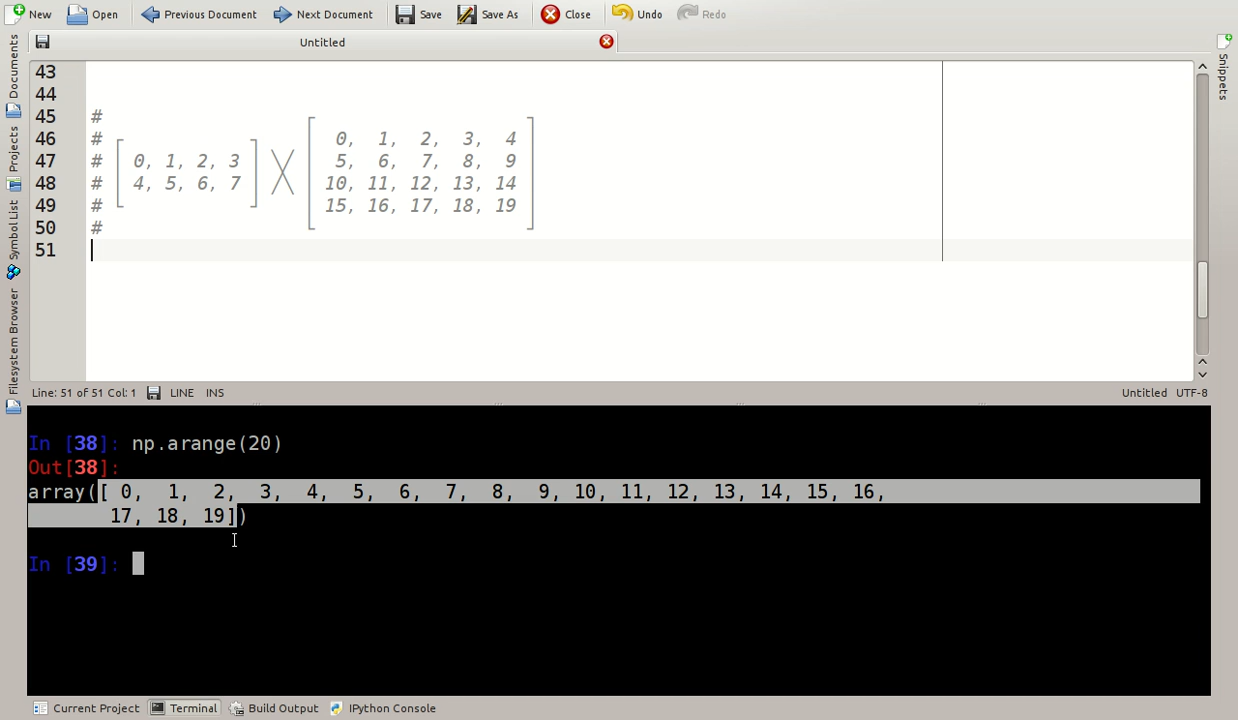 New Open Previous Document Next Document Save Save As Close Undo Redo
Untitled
Documents
Projects
Symbol List
Filesystem Browser
Snippets
43
44
45 #
46 # 0, 1, 2, 3, 4
47 # 0, 1, 2, 3 5, 6, 7, 8, 9
48 # 4, 5, 6, 7 10, 11, 12, 13, 14
49 # 15, 16, 17, 18, 19
50 #
51
Line: 51 of 51 Col: 1 LINE INS Untitled UTF-8
In [38]: np.arange(20)
Out[38]:
array([ 0, 1, 2, 3, 4, 5, 6, 7, 8, 9, 10, 11, 12, 13, 14, 15, 16,
17, 18, 19])
In [39]:
Current Project Terminal Build Output IPython Console